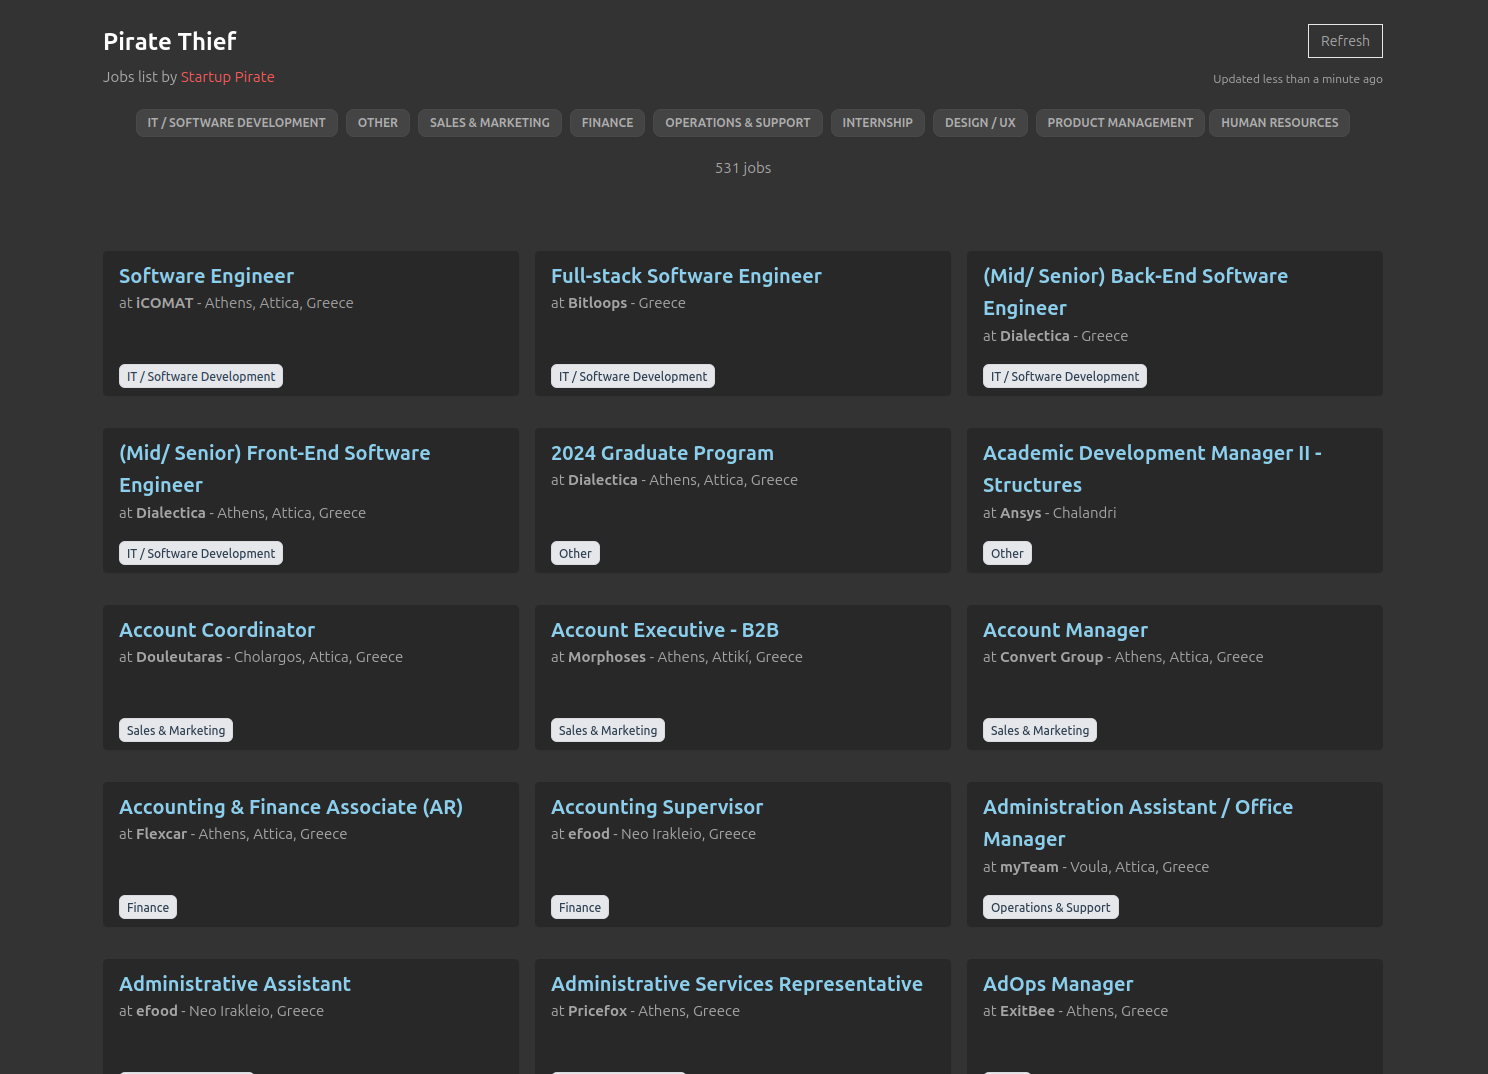 Pirate Thief
Refresh
Jobs list by Startup Pirate
Updated less than a minute ago
IT / SOFTWARE DEVELOPMENT OTHER SALES & MARKETING FINANCE OPERATIONS & SUPPORT INTERNSHIP DESIGN / UX PRODUCT MANAGEMENT HUMAN RESOURCES
531 jobs
Software Engineer
at iCOMAT - Athens, Attica, Greece
IT / Software Development
Full-stack Software Engineer
at Bitloops - Greece
IT / Software Development
(Mid/ Senior) Back-End Software
Engineer
at Dialectica - Greece
IT / Software Development
(Mid/ Senior) Front-End Software
Engineer
at Dialectica - Athens, Attica, Greece
IT / Software Development
2024 Graduate Program
at Dialectica - Athens, Attica, Greece
Other
Academic Development Manager II -
Structures
at Ansys - Chalandri
Other
Account Coordinator
at Douleutaras - Cholargos, Attica, Greece
Sales & Marketing
Account Executive - B2B
at Morphoses - Athens, Attikí, Greece
Sales & Marketing
Account Manager
at Convert Group - Athens, Attica, Greece
Sales & Marketing
Accounting & Finance Associate (AR)
at Flexcar - Athens, Attica, Greece
Finance
Accounting Supervisor
at efood - Neo Irakleio, Greece
Finance
Administration Assistant / Office
Manager
at myTeam - Voula, Attica, Greece
Operations & Support
Administrative Assistant
at efood - Neo Irakleio, Greece
Administrative Services Representative
at Pricefox - Athens, Greece
AdOps Manager
at ExitBee - Athens, Greece